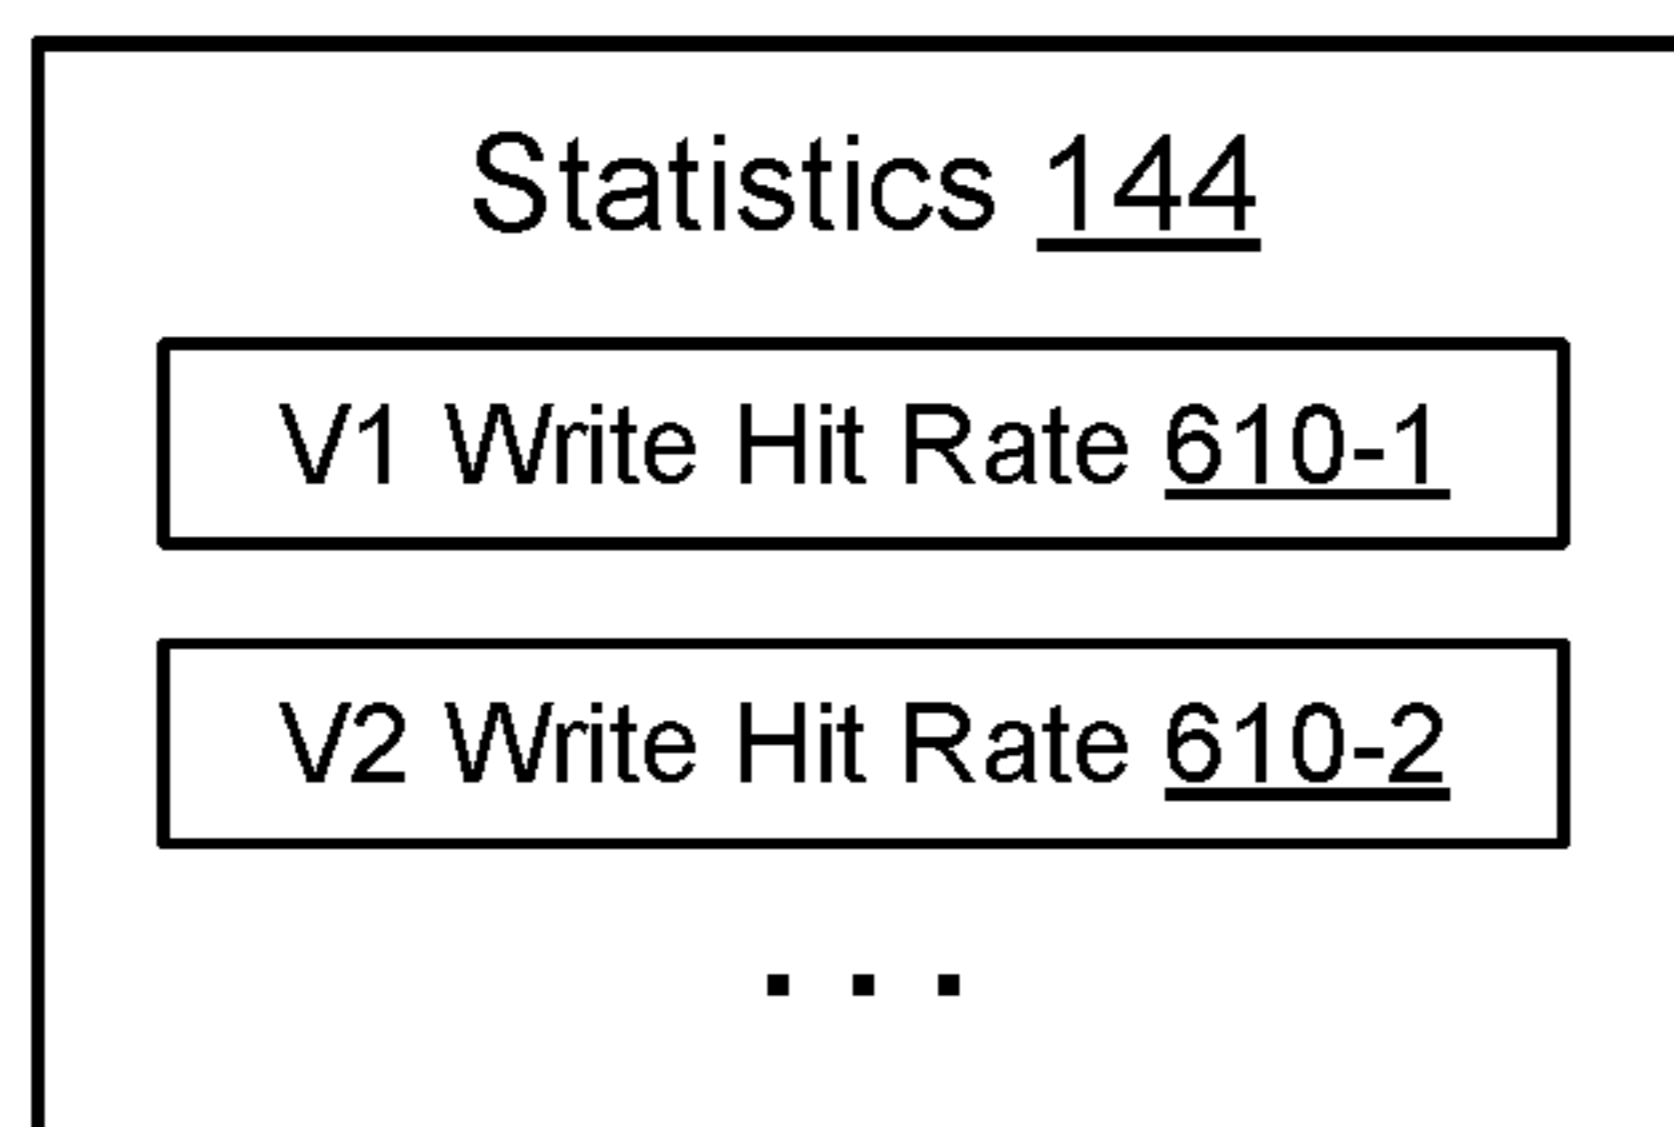 Statistics 144
V1 Write Hit Rate 610-1
V2 Write Hit Rate 610-2
. . .